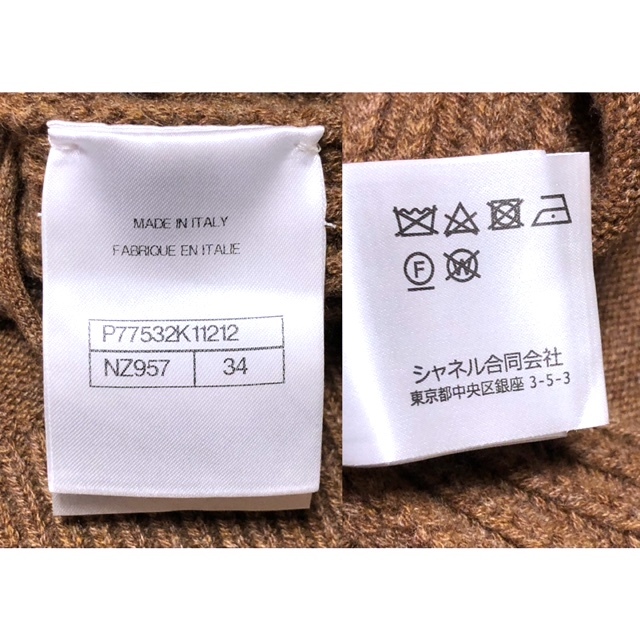 MADE IN ITALY
FABRIQUE EN ITALIE
P77532K11212
NZ957 34
F W
シャネル合同会社
東京都中央区銀座 3-5-3